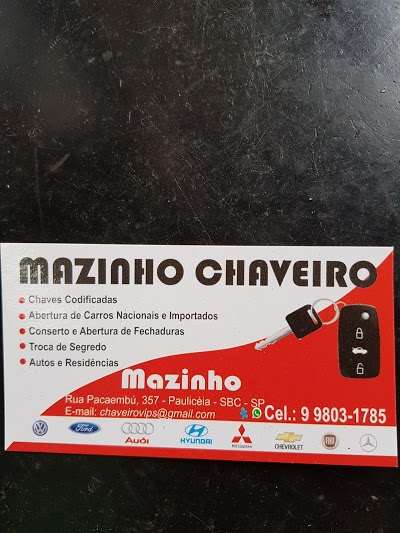 MAZINHO CHAVEIRO
Chaves Codificadas
Abertura de Carros Nacionais e Importados
Conserto e Abertura de Fechaduras
Troca de Segredo
Autos e Residências
Mazinho
Rua Pacaembú, 357 - Paulicéia - SBC - SP
E-mail: chaveirovips@gmail.com
Cel.: 9 9803-1785
Ford
Audi
HYUNDAI
MITSUBISHI
CHEVROLET
FIAT